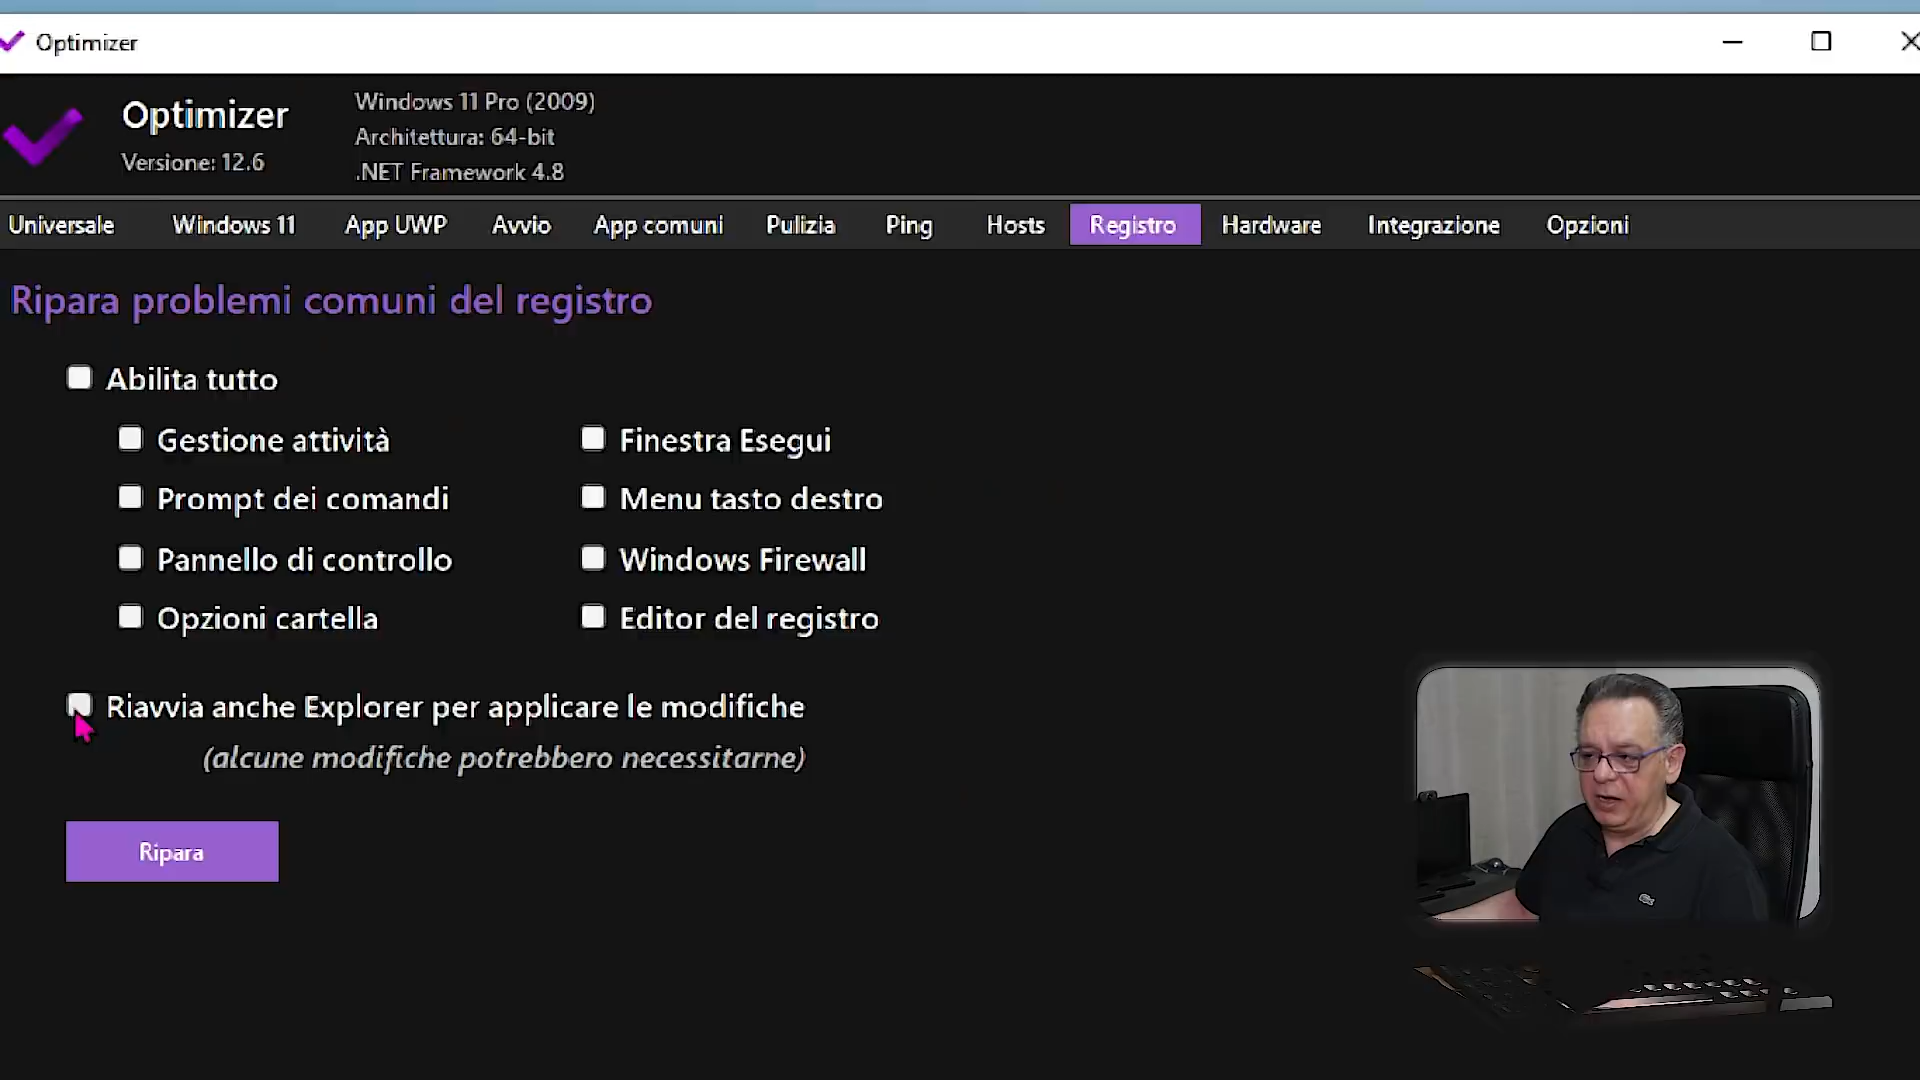 Optimizer
Optimizer
Versione: 12.6
Windows 11 Pro (2009)
Architettura: 64-bit
.NET Framework 4.8
Universale Windows 11 App UWP Avvio App comuni Pulizia Ping Hosts Registro Hardware Integrazione Opzioni
Ripara problemi comuni del registro
Abilita tutto
Gestione attività Finestra Esegui
Prompt dei comandi Menu tasto destro
Pannello di controllo Windows Firewall
Opzioni cartella Editor del registro
Riavvia anche Explorer per applicare le modifiche
(alcune modifiche potrebbero necessitarne)
Ripara